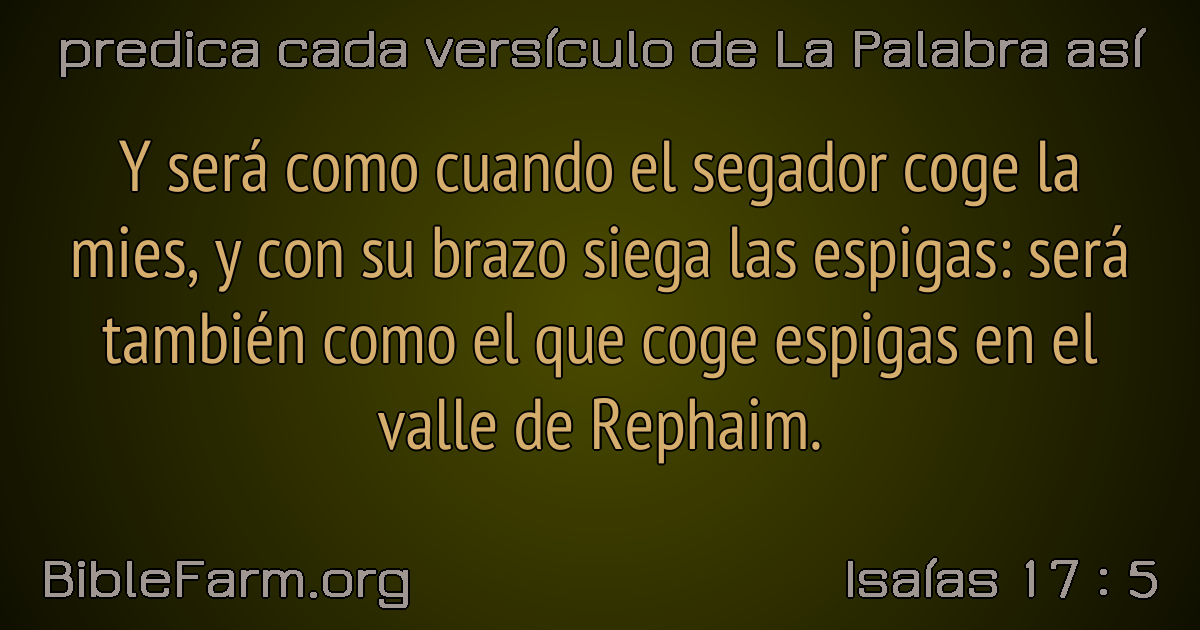 predica cada versículo de La Palabra así
Y será como cuando el segador coge la
mies, y con su brazo siega las espigas: será
también como el que coge espigas en el
valle de Rephaim.
BibleFarm.org
Isaías 17 : 5